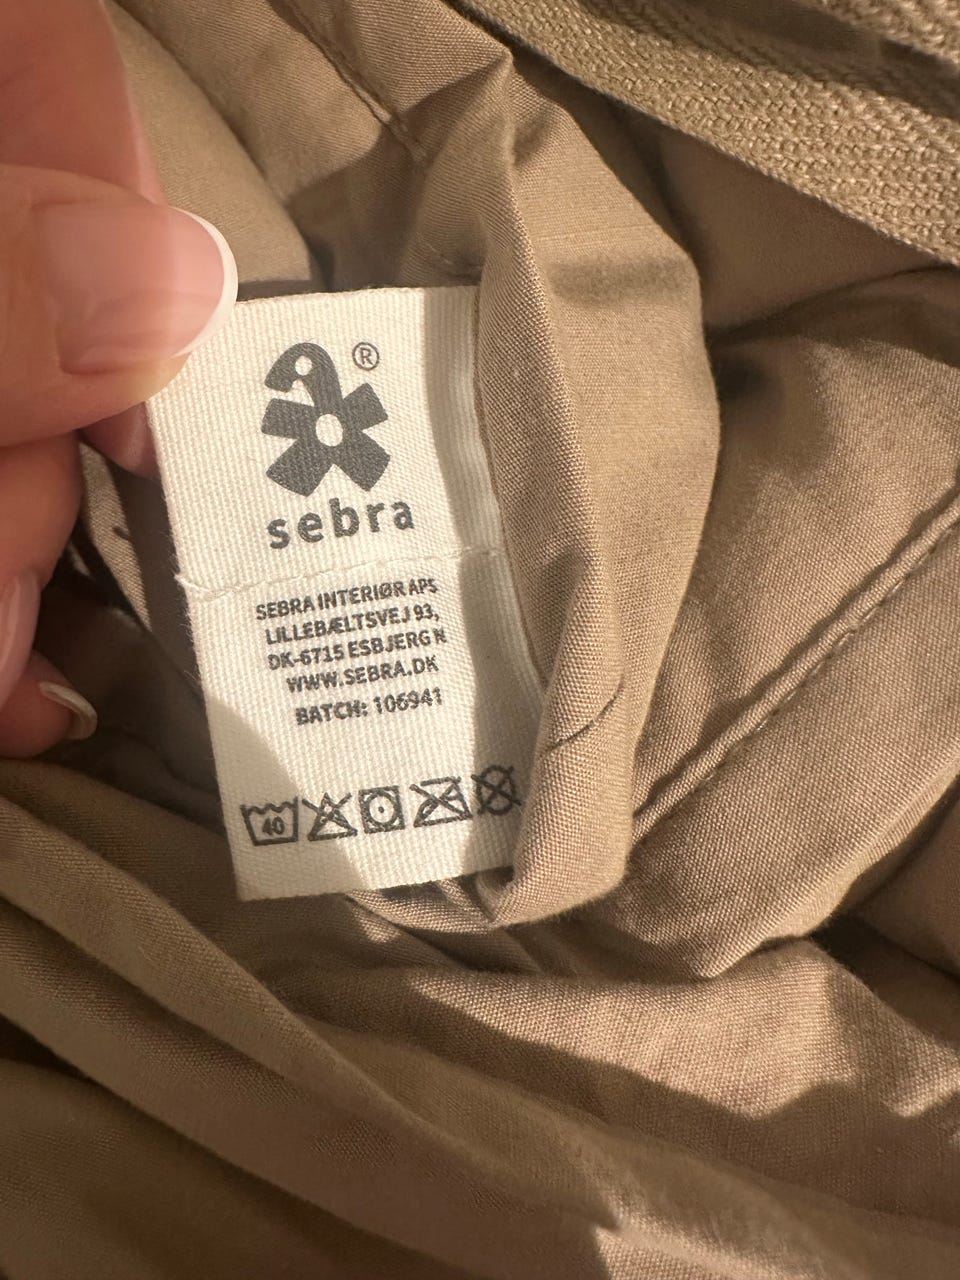 ®
sebra
SEBRA INTERIØR APS
LILLEBÆLTSVEJ 93,
DK-6715 ESBJERG N
WWW.SEBRA.DK
BATCH: 106941
40